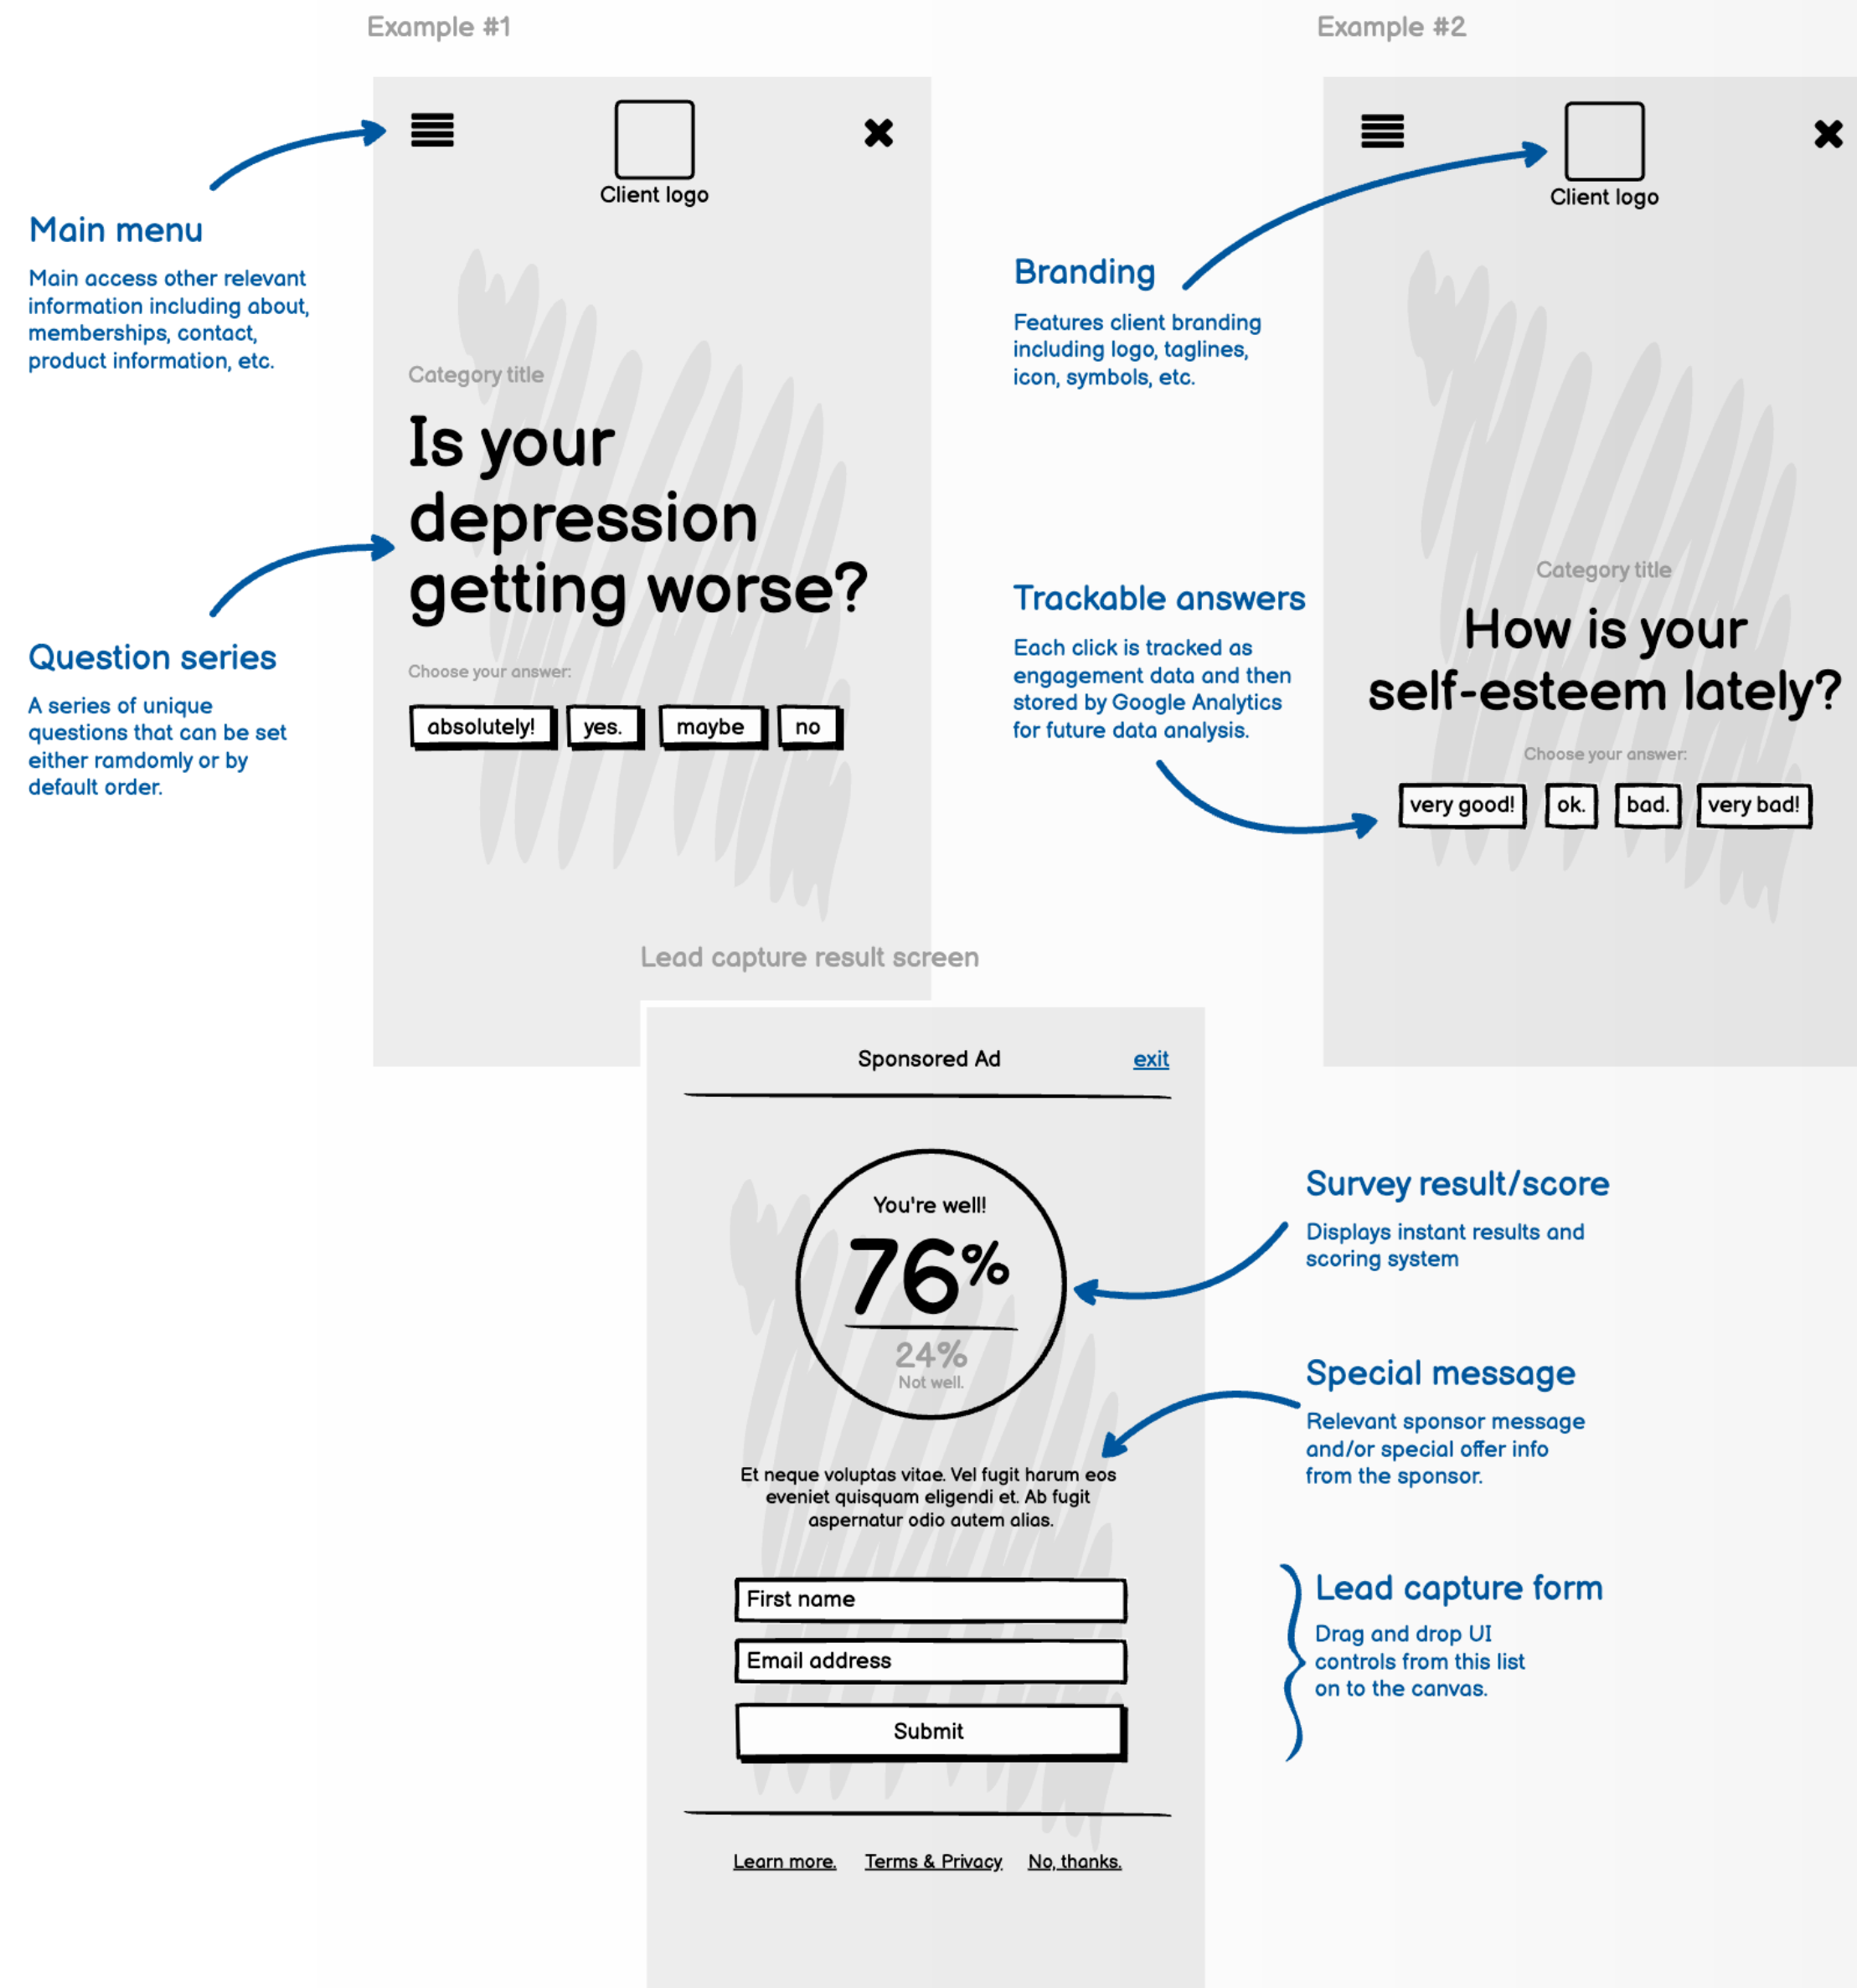 Example #1
Example #2
Client logo
Client logo
Main menu
Main access other relevant
information including about,
memberships, contact,
product information, etc.
Branding
Features client branding
including logo, taglines,
icon, symbols, etc.
Category title
Is your
depression
getting worse?
Choose your answer:
absolutely!
yes.
maybe
no
Question series
A series of unique
questions that can be set
either ramdomly or by
default order.
Trackable answers
Each click is tracked as
engagement data and then
stored by Google Analytics
for future data analysis.
Category title
How is your
self-esteem lately?
Choose your answer:
very good!
ok.
bad.
very bad!
Lead capture result screen
Sponsored Ad
exit
You're well!
76%
24%
Not well.
Survey result/score
Displays instant results and
scoring system
Special message
Relevant sponsor message
and/or special offer info
from the sponsor.
Et neque voluptas vitae. Vel fugit harum eos
eveniet quisquam eligendi et. Ab fugit
aspernatur odio autem alias.
First name
Email address
Submit
Lead capture form
Drag and drop UI
controls from this list
on to the canvas.
Learn more.
Terms & Privacy
No, thanks.